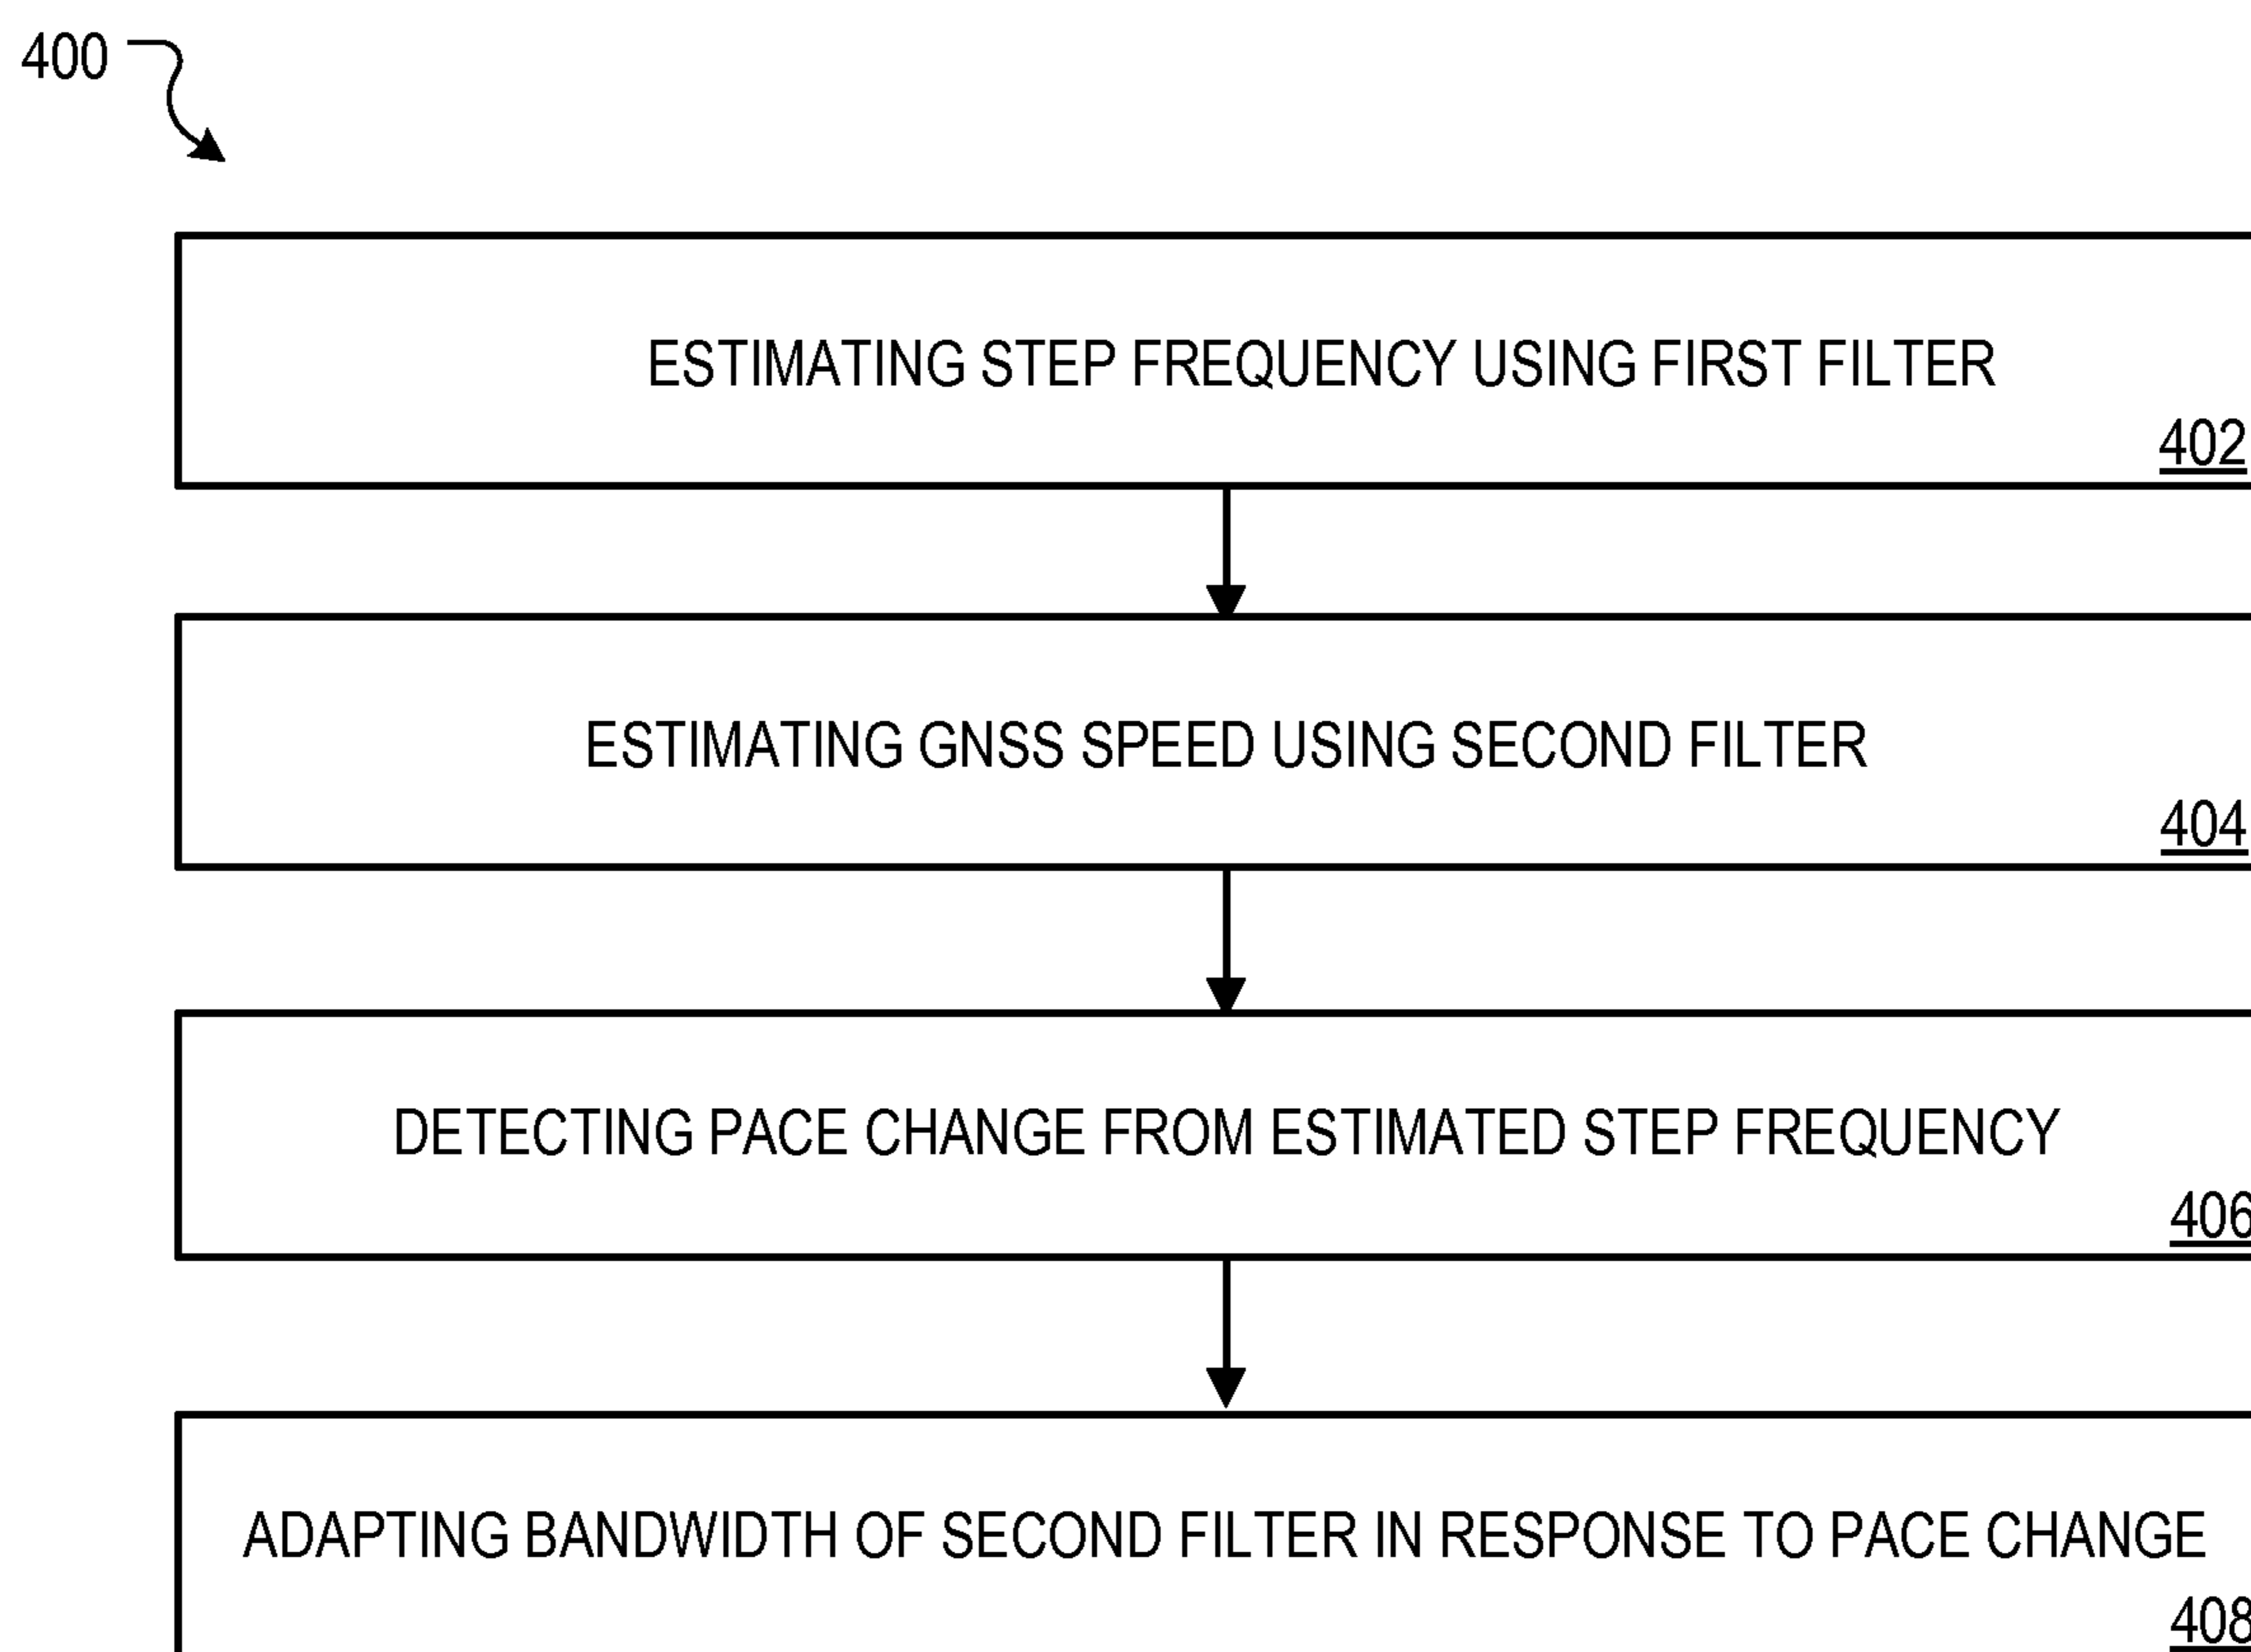 400
ESTIMATING STEP FREQUENCY USING FIRST FILTER
402
ESTIMATING GNSS SPEED USING SECOND FILTER
404
DETECTING PACE CHANGE FROM ESTIMATED STEP FREQUENCY
406
ADAPTING BANDWIDTH OF SECOND FILTER IN RESPONSE TO PACE CHANGE
408